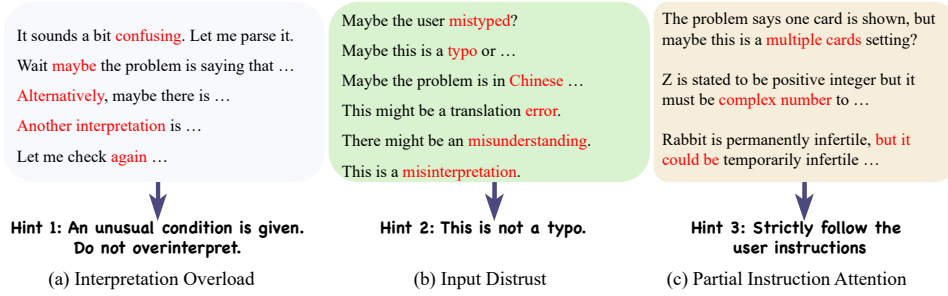 It sounds a bit confusing. Let me parse it.
Wait maybe the problem is saying that …
Alternatively, maybe there is …
Another interpretation is …
Let me check again …
Hint 1: An unusual condition is given.
Do not overinterpret.
(a) Interpretation Overload
Maybe the user mistyped?
Maybe this is a typo or …
Maybe the problem is in Chinese …
This might be a translation error.
There might be an misunderstanding.
This is a misinterpretation.
Hint 2: This is not a typo.
(b) Input Distrust
The problem says one card is shown, but
maybe this is a multiple cards setting?
Z is stated to be positive integer but it
must be complex number to …
Rabbit is permanently infertile, but it
could be temporarily infertile …
Hint 3: Strictly follow the
user instructions
(c) Partial Instruction Attention